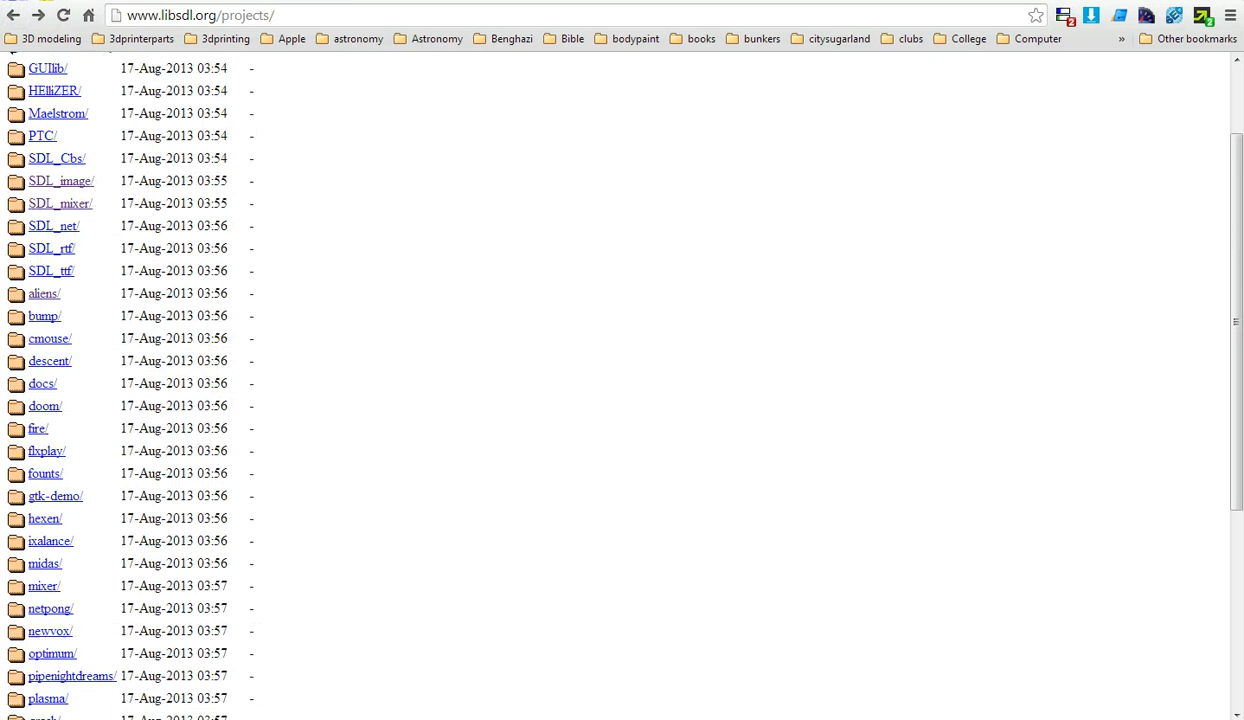 www.libsdl.org/projects/
2
2
3D modeling 3dprinterparts 3dprinting Apple astronomy Astronomy Benghazi Bible bodypaint books bunkers citysugarland clubs College Computer » Other bookmarks
GUIlib/ 17-Aug-2013 03:54 -
HElliZER/ 17-Aug-2013 03:54 -
Maelstrom/ 17-Aug-2013 03:54 -
PTC/ 17-Aug-2013 03:54 -
SDL_Cbs/ 17-Aug-2013 03:54 -
SDL_image/ 17-Aug-2013 03:55 -
SDL_mixer/ 17-Aug-2013 03:55 -
SDL_net/ 17-Aug-2013 03:56 -
SDL_rtf/ 17-Aug-2013 03:56 -
SDL_ttf/ 17-Aug-2013 03:56 -
aliens/ 17-Aug-2013 03:56 -
bump/ 17-Aug-2013 03:56 -
cmouse/ 17-Aug-2013 03:56 -
descent/ 17-Aug-2013 03:56 -
docs/ 17-Aug-2013 03:56 -
doom/ 17-Aug-2013 03:56 -
fire/ 17-Aug-2013 03:56 -
flxplay/ 17-Aug-2013 03:56 -
founts/ 17-Aug-2013 03:56 -
gtk-demo/ 17-Aug-2013 03:56 -
hexen/ 17-Aug-2013 03:56 -
ixalance/ 17-Aug-2013 03:56 -
midas/ 17-Aug-2013 03:56 -
mixer/ 17-Aug-2013 03:57 -
netpong/ 17-Aug-2013 03:57 -
newvox/ 17-Aug-2013 03:57 -
optimum/ 17-Aug-2013 03:57 -
pipenightdreams/ 17-Aug-2013 03:57 -
plasma/ 17-Aug-2013 03:57 -